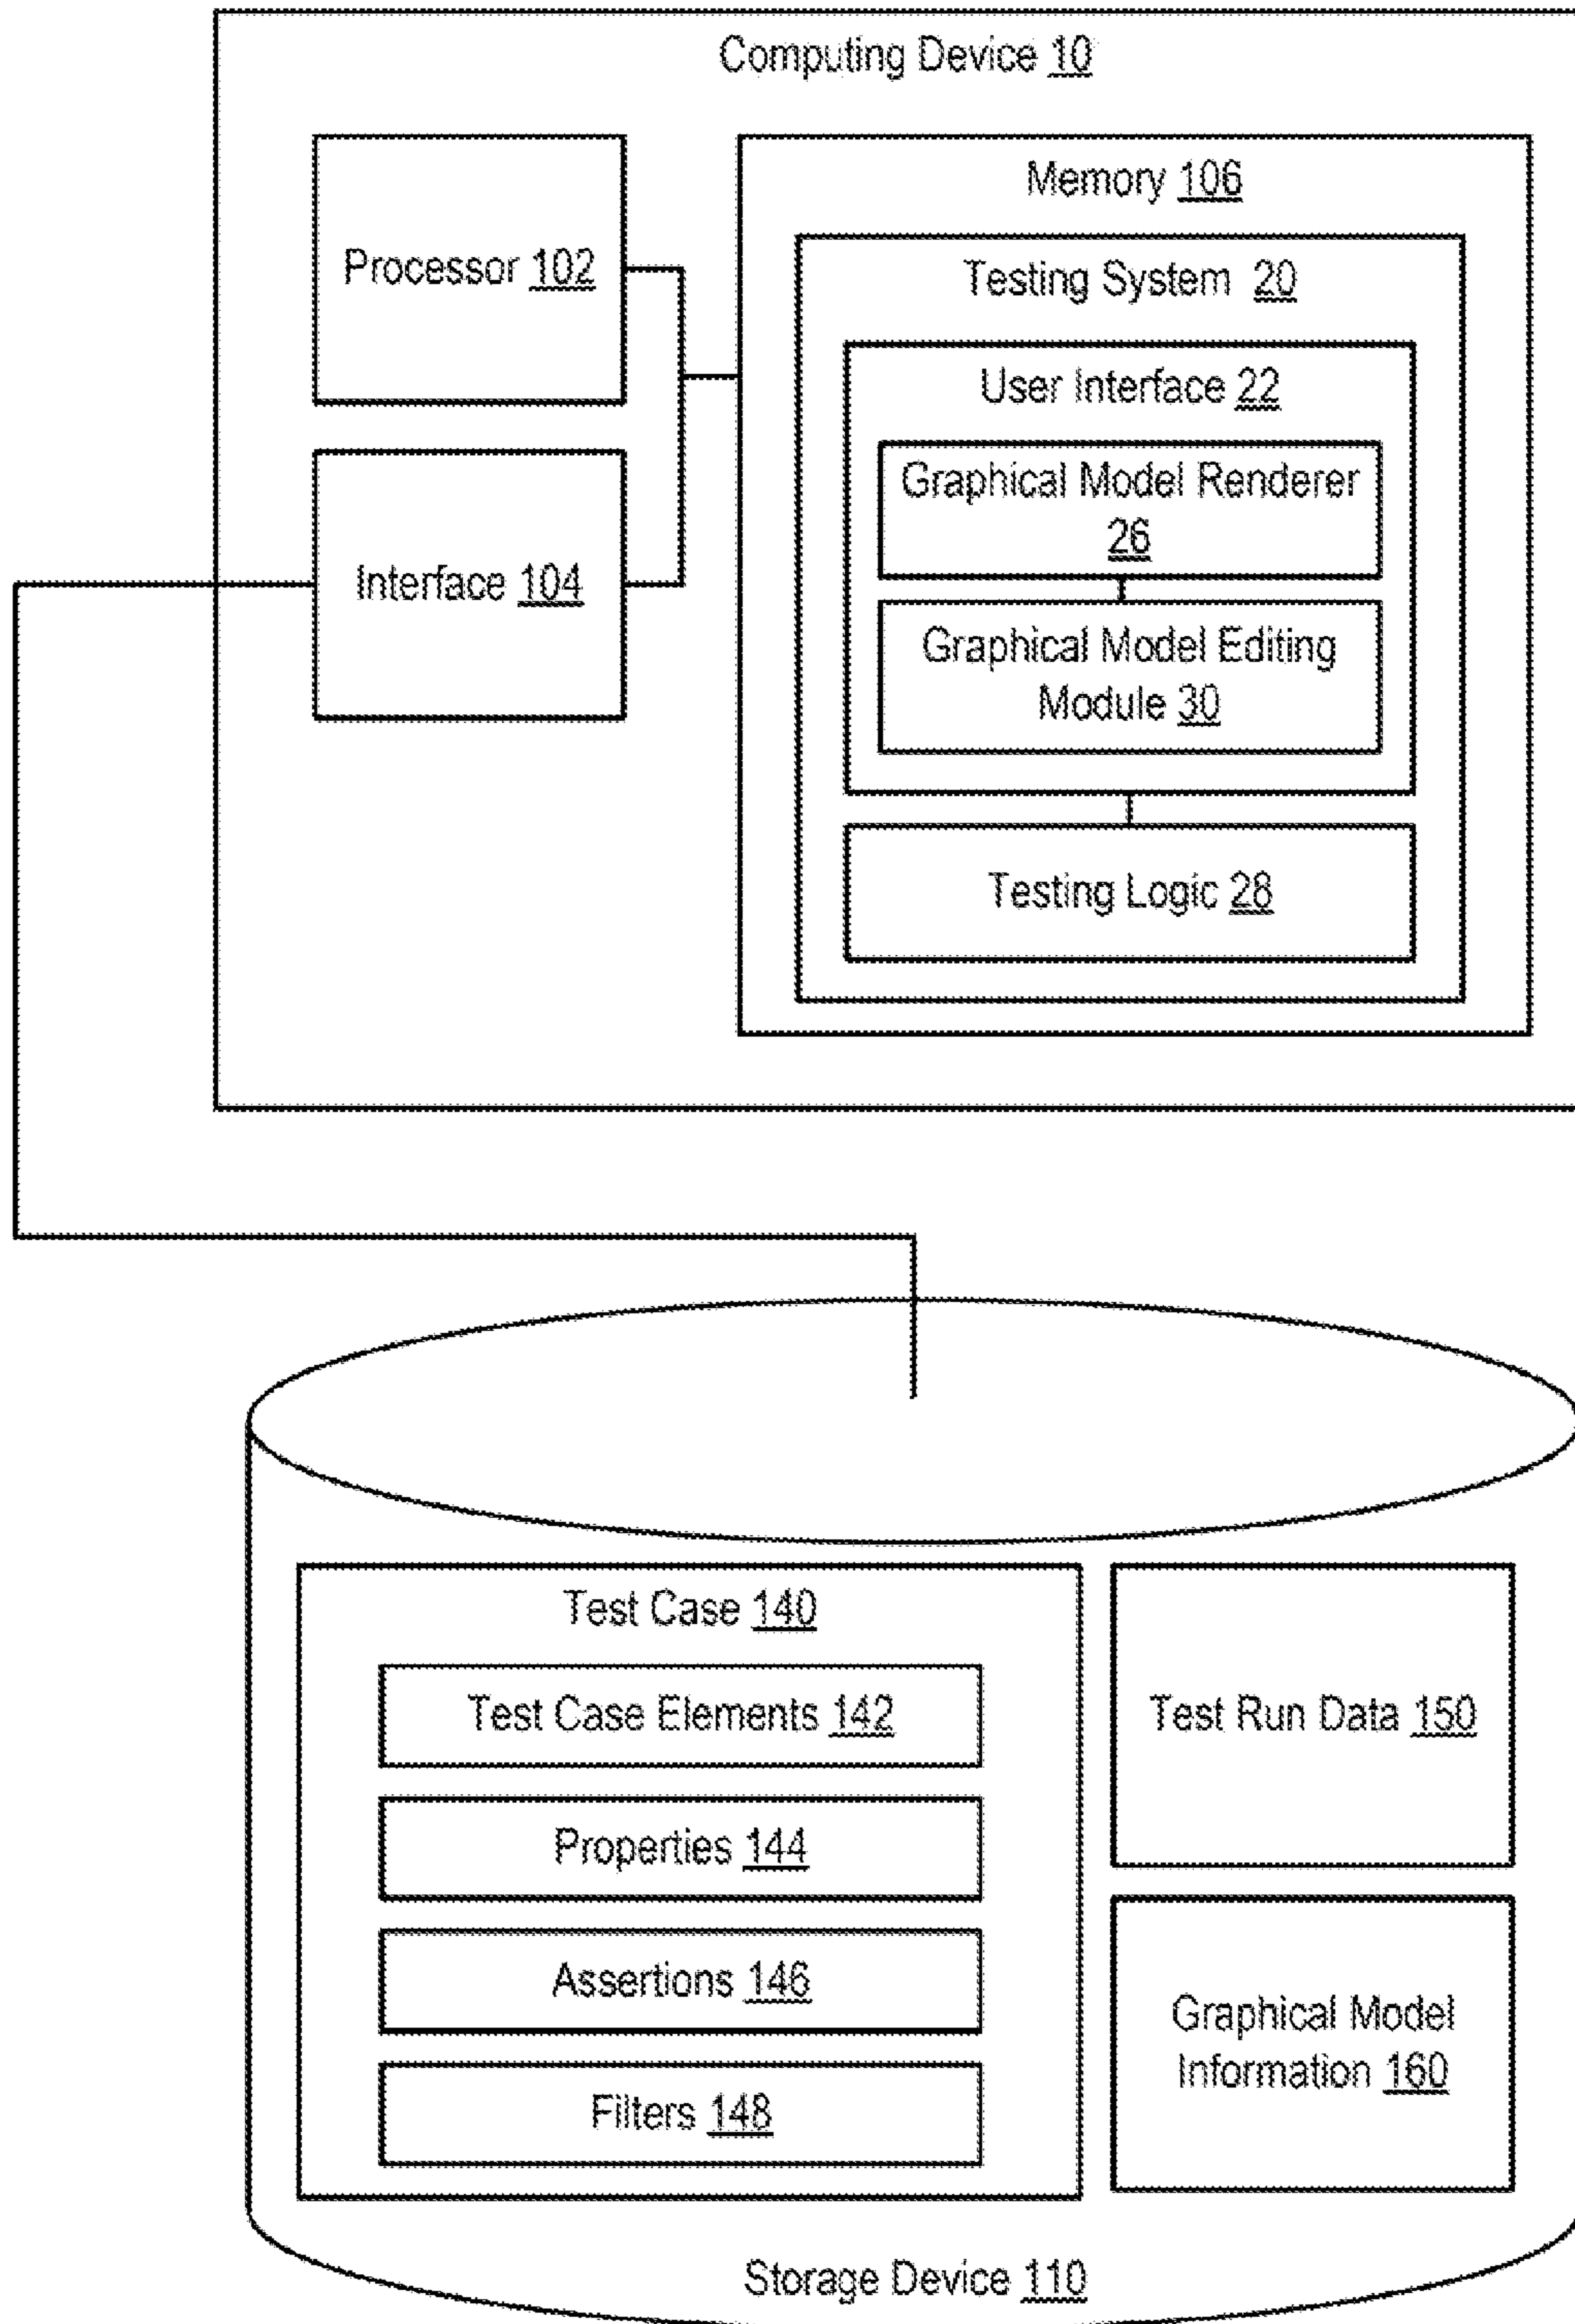 Computing Device 10
Memory 106
Processor 102
Testing System 20
User Interface 22
Graphical Model Renderer
26
Interface 104
Graphical Model Editing
Module 30
Testing Logic 28
Test Case 140
Test Case Elements 142
Properties 144
Assertions 146
Filters 148
Test Run Data 150
Graphical Model
Information 160
Storage Device 110